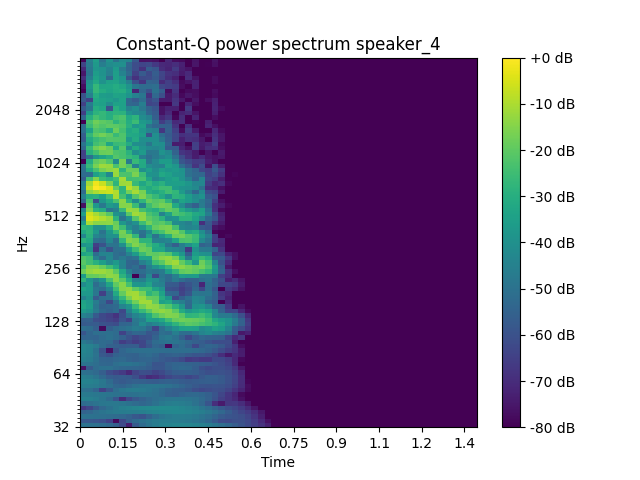 Constant-Q power spectrum speaker_4
Hz
2048
1024
512
256
128
64
32
0
0.15
0.3
0.45
0.6
0.75
0.9
1.1
1.2
1.4
Time
+0 dB
-10 dB
-20 dB
-30 dB
-40 dB
-50 dB
-60 dB
-70 dB
-80 dB